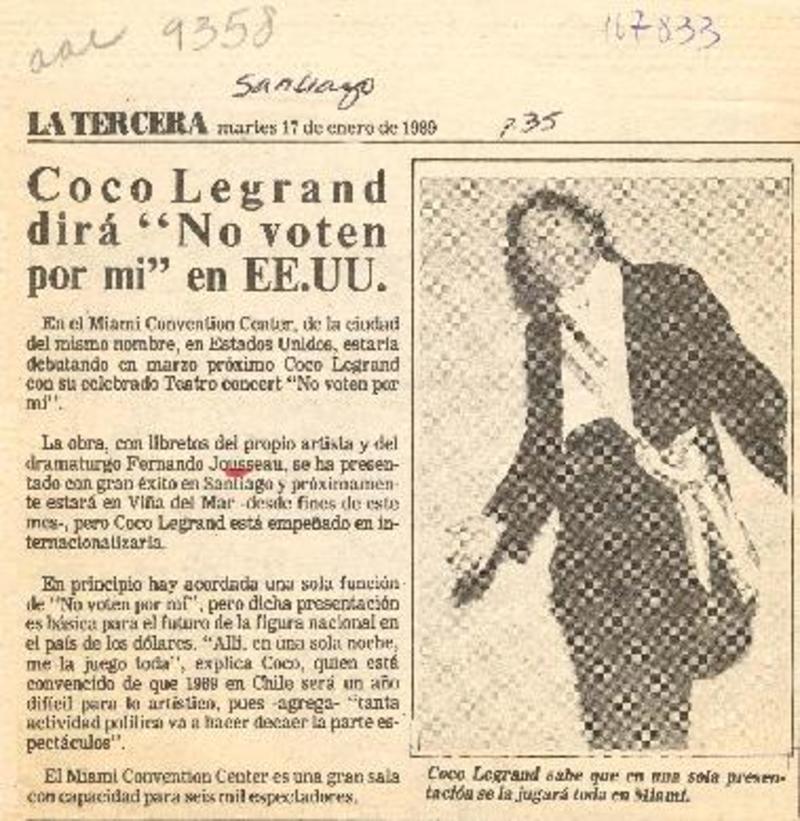 aae 9358
167833
Santiago
LA TERCERA martes 17 de enero de 1989 p 35
Coco Legrand
dirá “No voten
por mi” en EE.UU.
En el Miami Convention Center, de la ciudad
del mismo nombre, en Estados Unidos, estaría
debutando en marzo próximo Coco Legrand
con su celebrado Teatro concert “No voten por
mí”.
La obra, con libretos del propio artista y del
dramaturgo Fernando Jousseau, se ha presen-
tado con gran éxito en Santiago y próximamen-
te estará en Viña del Mar -desde fines de este
mes-, pero Coco Legrand está empeñado en in-
ternacionalizarla.
En principio hay acordada una sola función
de “No voten por mí”, pero dicha presentación
es básica para el futuro de la figura nacional en
el país de los dólares. “Allí, en una sola noche,
me la juego toda”, explica Coco, quien está
convencido de que 1989 en Chile será un año
difícil para lo artístico, pues -agrega- “tanta
actividad política va a hacer decaer la parte es-
pectáculos”.
El Miami Convention Center es una gran sala
con capacidad para seis mil espectadores.
Coco Legrand sabe que en una sola presen-
tación se la jugará toda en Miami.